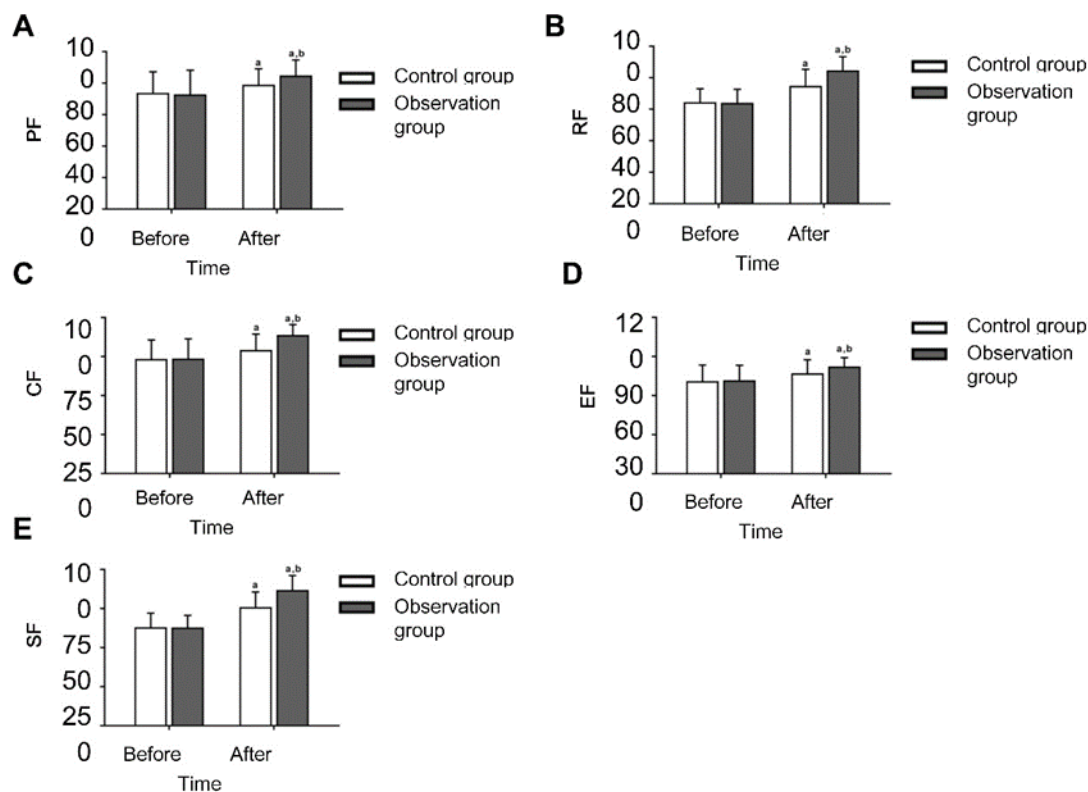 A
10
0
80
60
40
20
0
PF
a
a,b
Control group
Observation
group
Before
After
Time
B
10
0
80
60
40
20
0
RF
a
a,b
Control group
Observation
group
Before
After
Time
C
10
0
75
50
25
0
CF
a
a,b
Control group
Observation
group
Before
After
Time
D
12
0
90
60
30
0
EF
a
a,b
Control group
Observation
group
Before
After
Time
E
10
0
75
50
25
0
SF
a
a,b
Control group
Observation
group
Before
After
Time